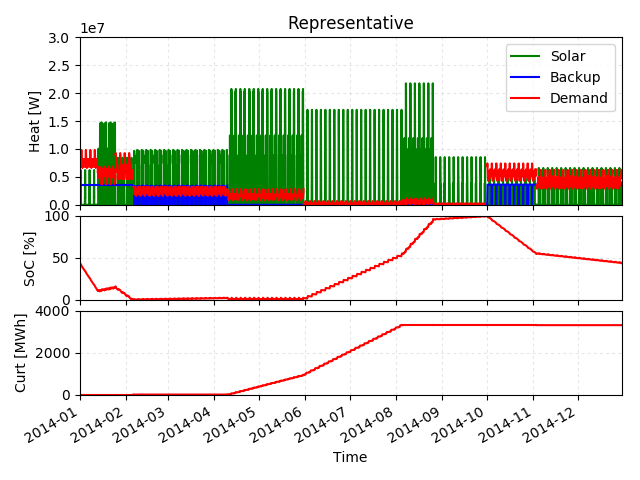 Representative
1e7
3.0
2.5
2.0
1.5
1.0
0.5
0.0
Heat [W]
Solar
Backup
Demand
100
50
0
SoC [%]
4000
2000
0
Curt [MWh]
2014-01
2014-02
2014-03
2014-04
2014-05
2014-06
2014-07
2014-08
2014-09
2014-10
2014-11
2014-12
Time